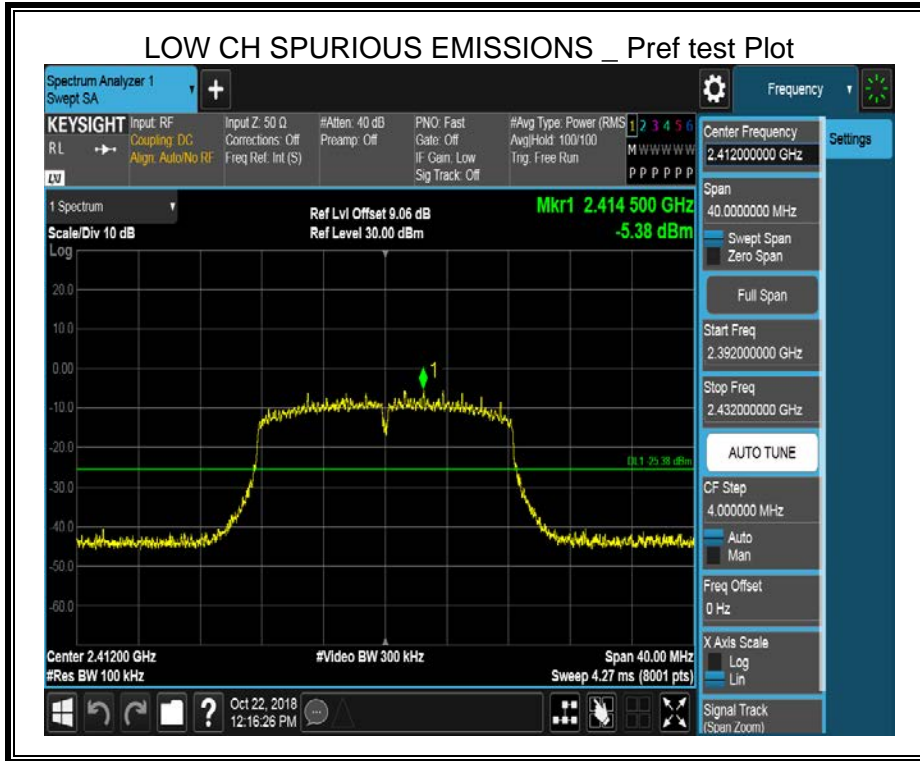 LOW CH SPURIOUS EMISSIONS _ Pref test Plot
Spectrum Analyzer 1
Swept SA
+
Frequency
KEYSIGHT
RL
LXI
Input: RF
Coupling: DC
Align: Auto/No RF
Input Z: 50 Ω
Corrections: Off
Freq Ref: Int (S)
#Atten: 40 dB
Preamp: Off
PNO: Fast
Gate: Off
IF Gain: Low
Sig Track: Off
#Avg Type: Power (RMS
Avg|Hold: 100/100
Trig: Free Run
1 2 3 4 5 6
M W W W W W
P P P P P P
Center Frequency
2.412000000 GHz
Settings
Span
40.0000000 MHz
Swept Span
Zero Span
Full Span
Start Freq
2.392000000 GHz
Stop Freq
2.432000000 GHz
AUTO TUNE
CF Step
4.000000 MHz
Auto
Man
Freq Offset
0 Hz
X Axis Scale
Log
Lin
Signal Track
(Span Zoom)
1 Spectrum
Scale/Div 10 dB
Ref Lvl Offset 9.06 dB
Ref Level 30.00 dBm
Mkr1 2.414 500 GHz
-5.38 dBm
Log
20.0
10.0
0.00
1
-10.0
-20.0
DL1 -25.38 dBm
-30.0
-40.0
-50.0
-60.0
Center 2.41200 GHz
#Video BW 300 kHz
Span 40.00 MHz
#Res BW 100 kHz
Sweep 4.27 ms (8001 pts)
?
Oct 22, 2018
12:16:26 PM